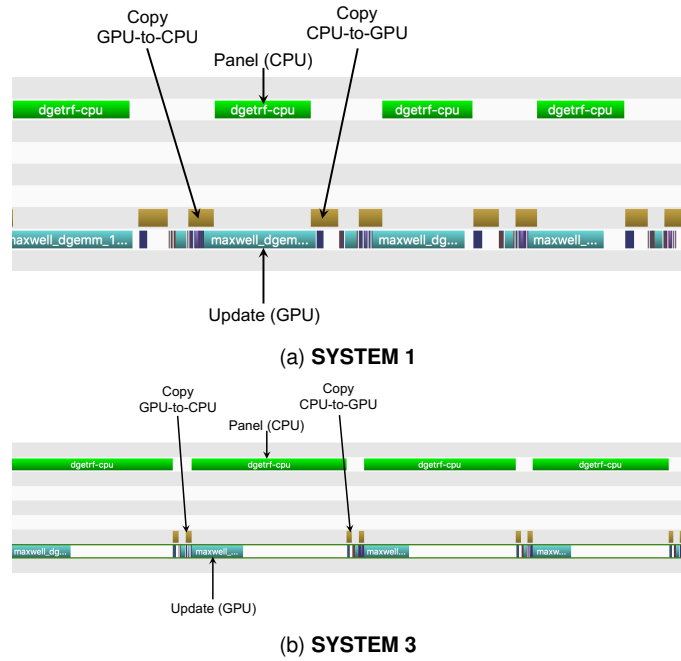 Copy
GPU-to-CPU
Copy
CPU-to-GPU
Panel (CPU)
dgetrf-cpu
dgetrf-cpu
dgetrf-cpu
dgetrf-cpu
maxwell_dgemm_1...
maxwell_dgem...
maxwell_dg...
maxwell_...
Update (GPU)
(a) SYSTEM 1
Copy
GPU-to-CPU
Copy
CPU-to-GPU
Panel (CPU)
dgetrf-cpu
dgetrf-cpu
dgetrf-cpu
dgetrf-cpu
maxwell_dg...
maxwell_...
maxwell...
maxw...
Update (GPU)
(b) SYSTEM 3